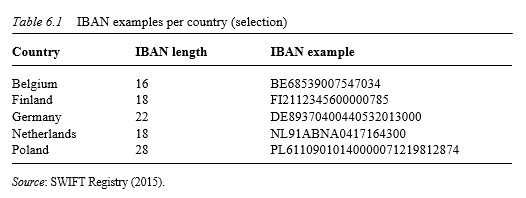 Table 6.1 IBAN examples per country (selection)
Country IBAN length IBAN example
Belgium 16 BE68539007547034
Finland 18 FI2112345600000785
Germany 22 DE89370400440532013000
Netherlands 18 NL91ABNA0417164300
Poland 28 PL61109010140000071219812874
Source: SWIFT Registry (2015).